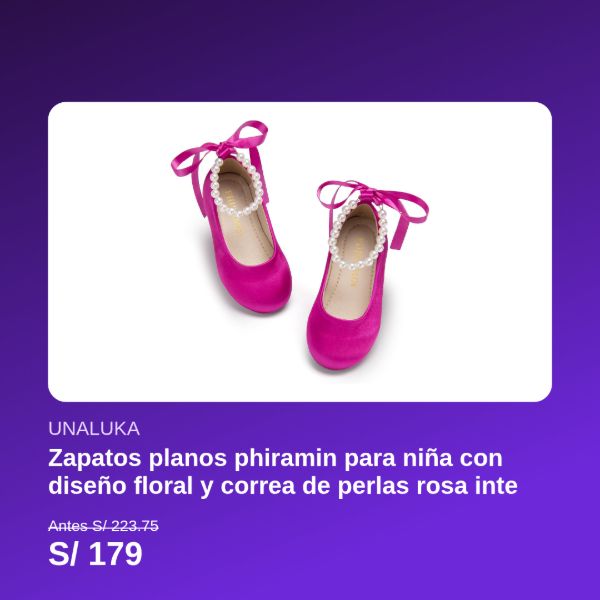 UNALUKA
Zapatos planos phiramin para niña con
diseño floral y correa de perlas rosa inte
Antes S/ 223.75
S/ 179